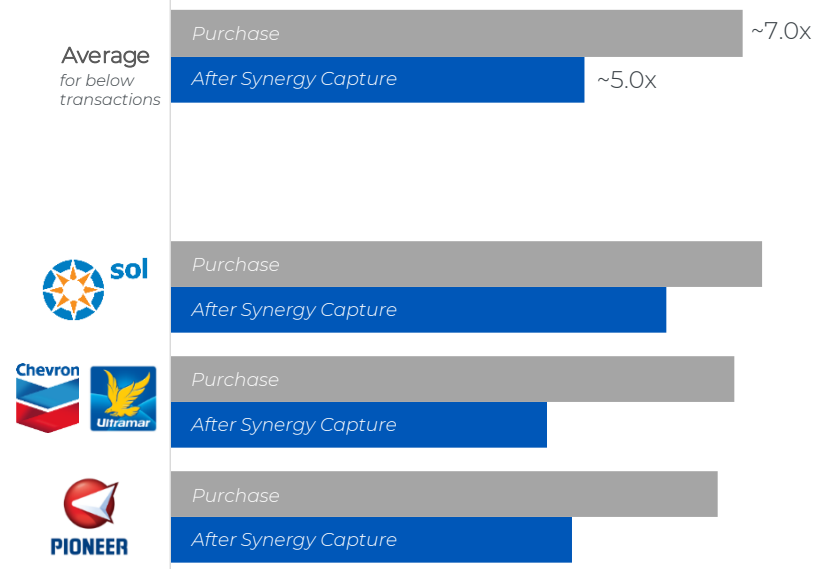 Purchase
~7.0x
Average
for below
transactions
After Synergy Capture
~5.0x
sol
Purchase
After Synergy Capture
Chevron
Ultramar
Purchase
After Synergy Capture
PIONEER
Purchase
After Synergy Capture